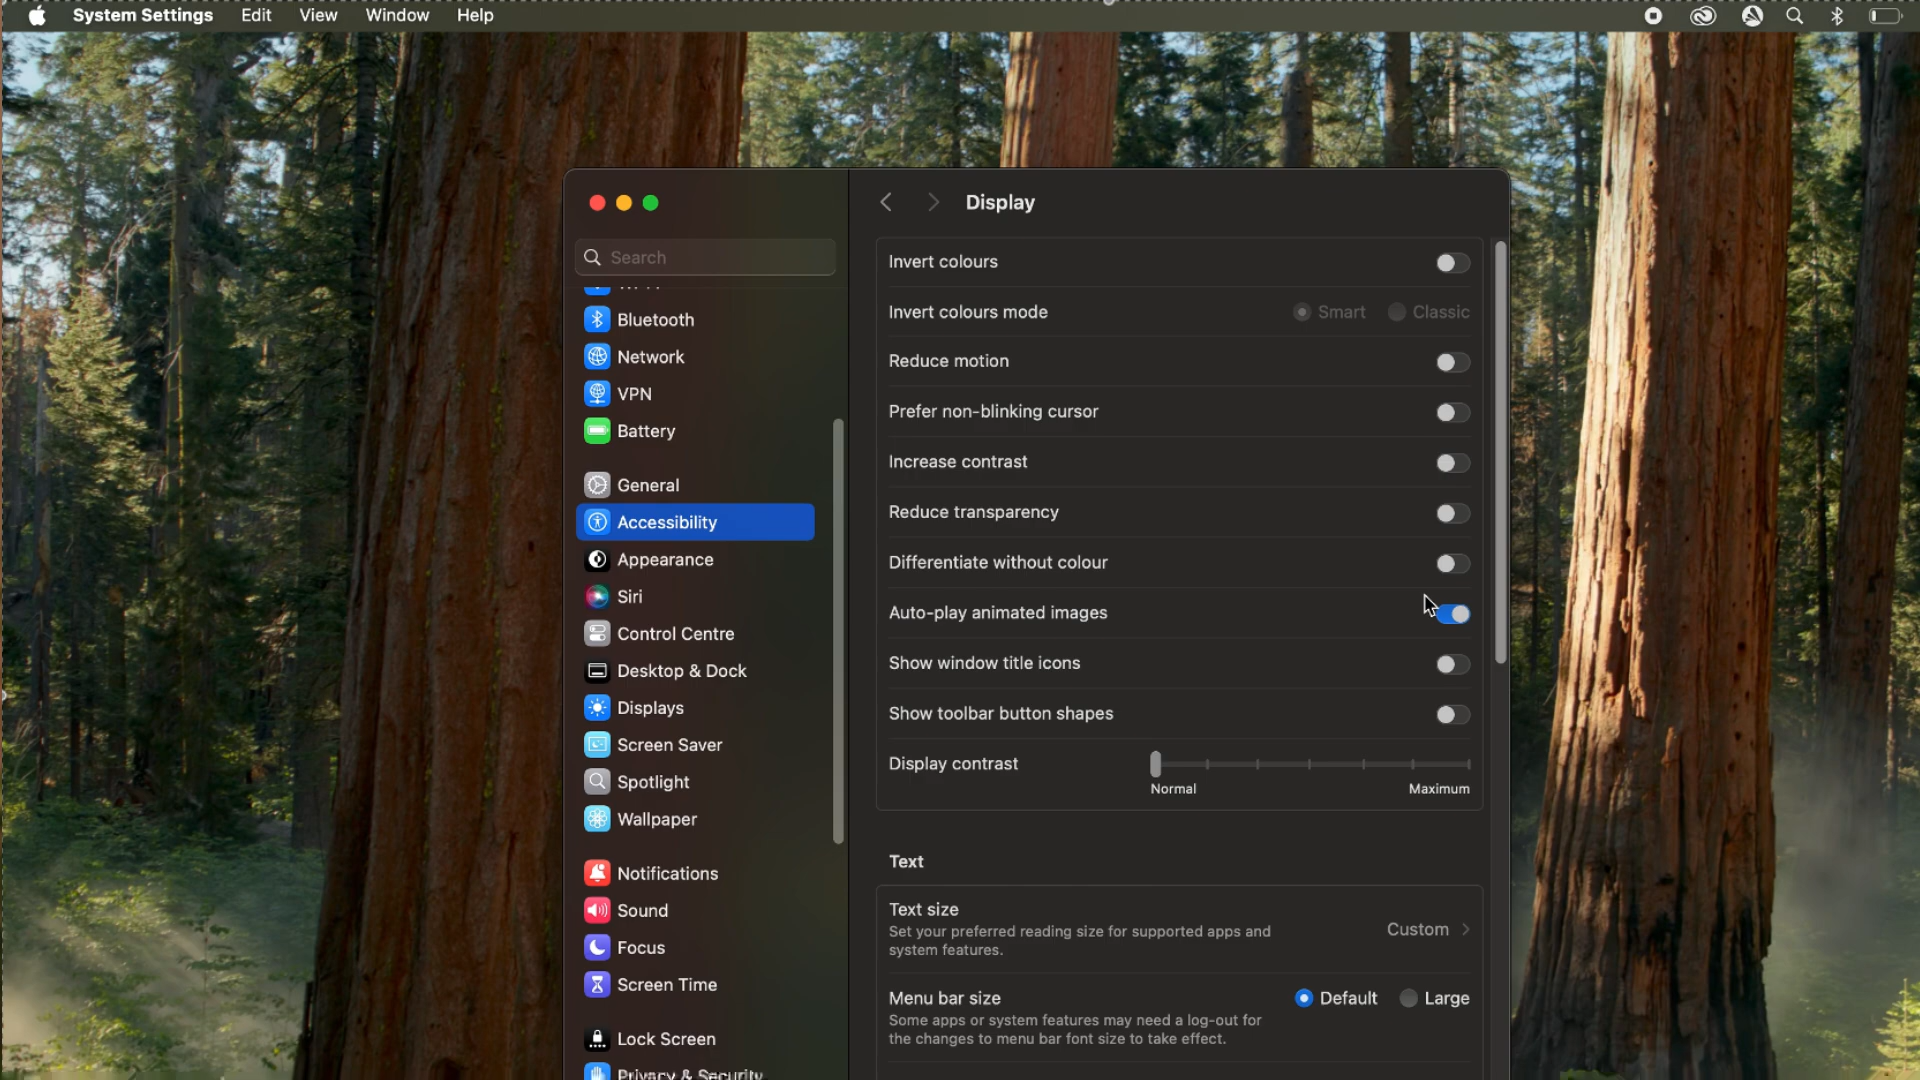 System Settings Edit View Window Help
Display
Search
Bluetooth
Network
VPN
Battery
General
Accessibility
Appearance
Siri
Control Centre
Desktop & Dock
Displays
Screen Saver
Spotlight
Wallpaper
Notifications
Sound
Focus
Screen Time
Lock Screen
Privacy & Security
Invert colours
Invert colours mode Smart Classic
Reduce motion
Prefer non-blinking cursor
Increase contrast
Reduce transparency
Differentiate without colour
Auto-play animated images
Show window title icons
Show toolbar button shapes
Display contrast
Normal Maximum
Text
Text size
Set your preferred reading size for supported apps and
system features.
Custom
Menu bar size Default Large
Some apps or system features may need a log-out for
the changes to menu bar font size to take effect.